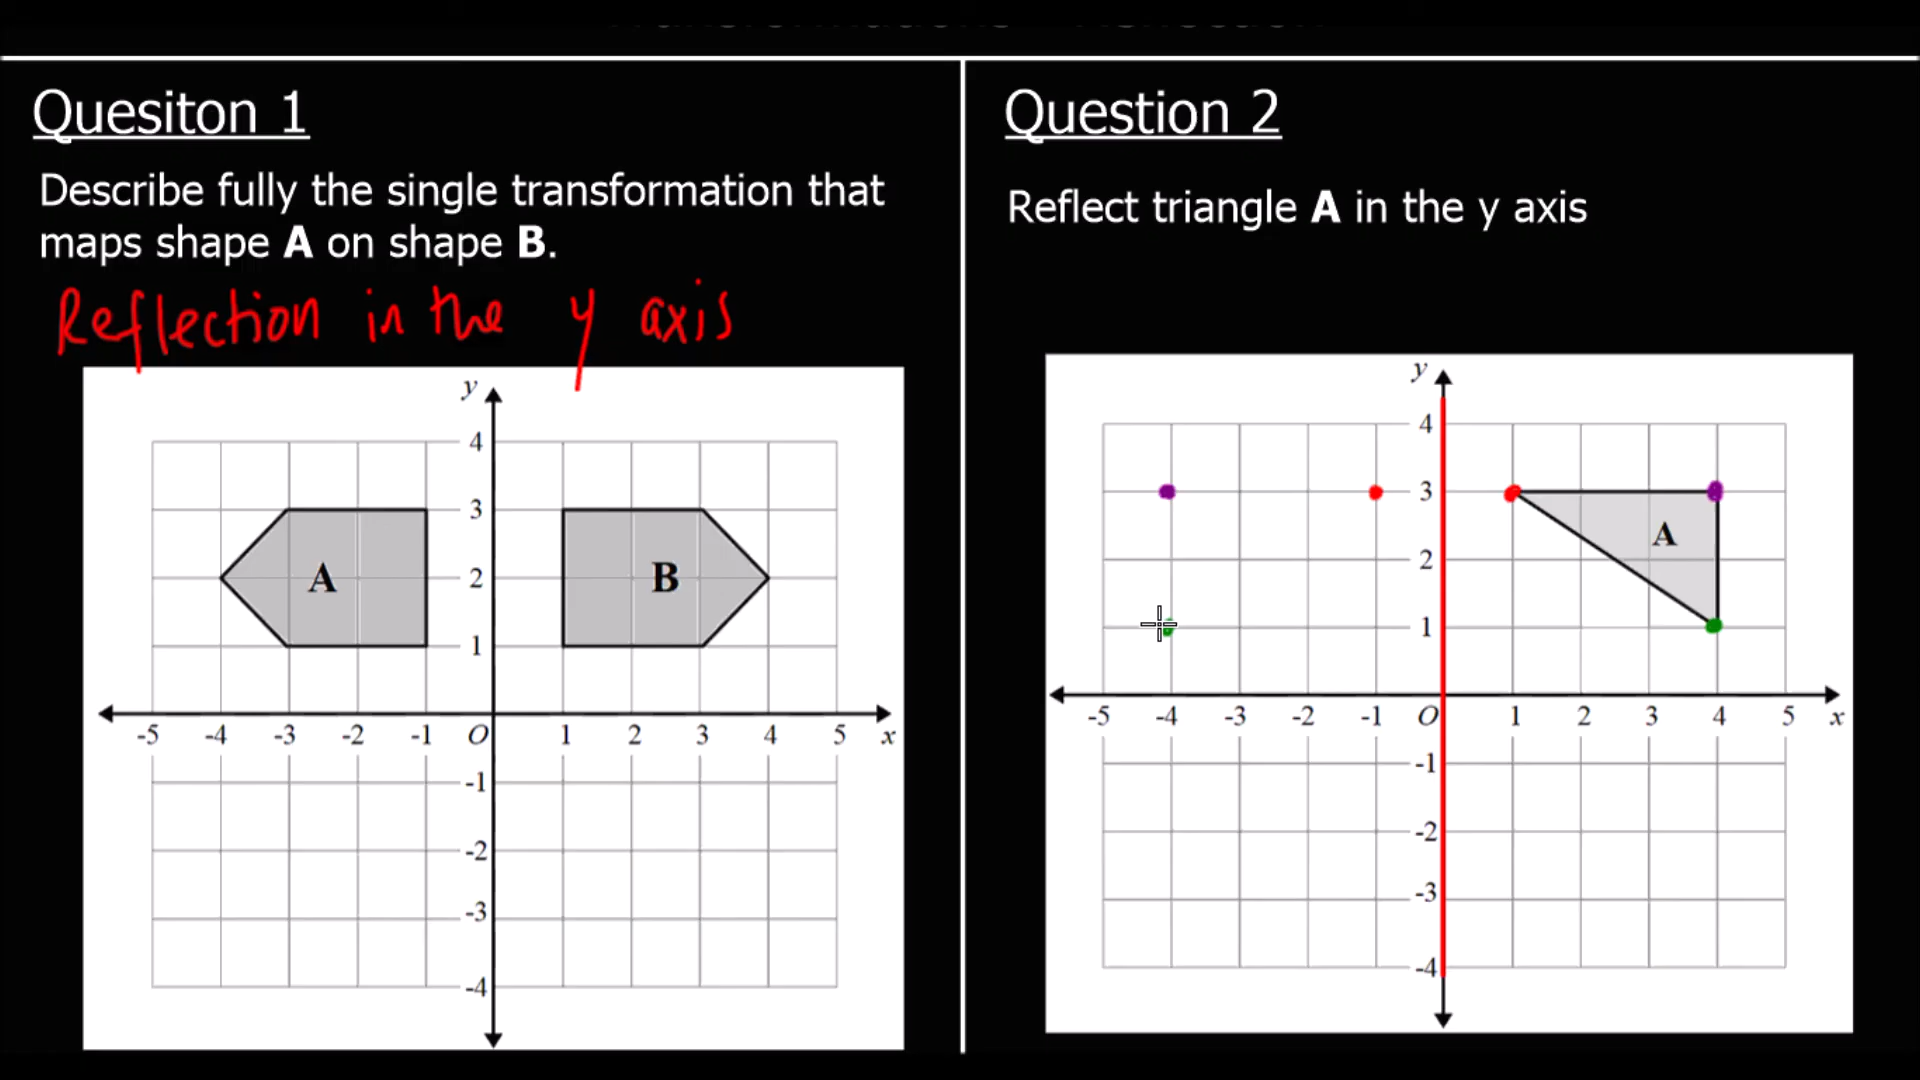 Quesiton 1
Describe fully the single transformation that
maps shape A on shape B.
Reflection in the y axis
y
4
3
A
2
B
1
-5 -4 -3 -2 -1 O 1 2 3 4 5 x
-1
-2
-3
-4
Question 2
Reflect triangle A in the y axis
y
4
3
A
2
1
-5 -4 -3 -2 -1 O 1 2 3 4 5 x
-1
-2
-3
-4